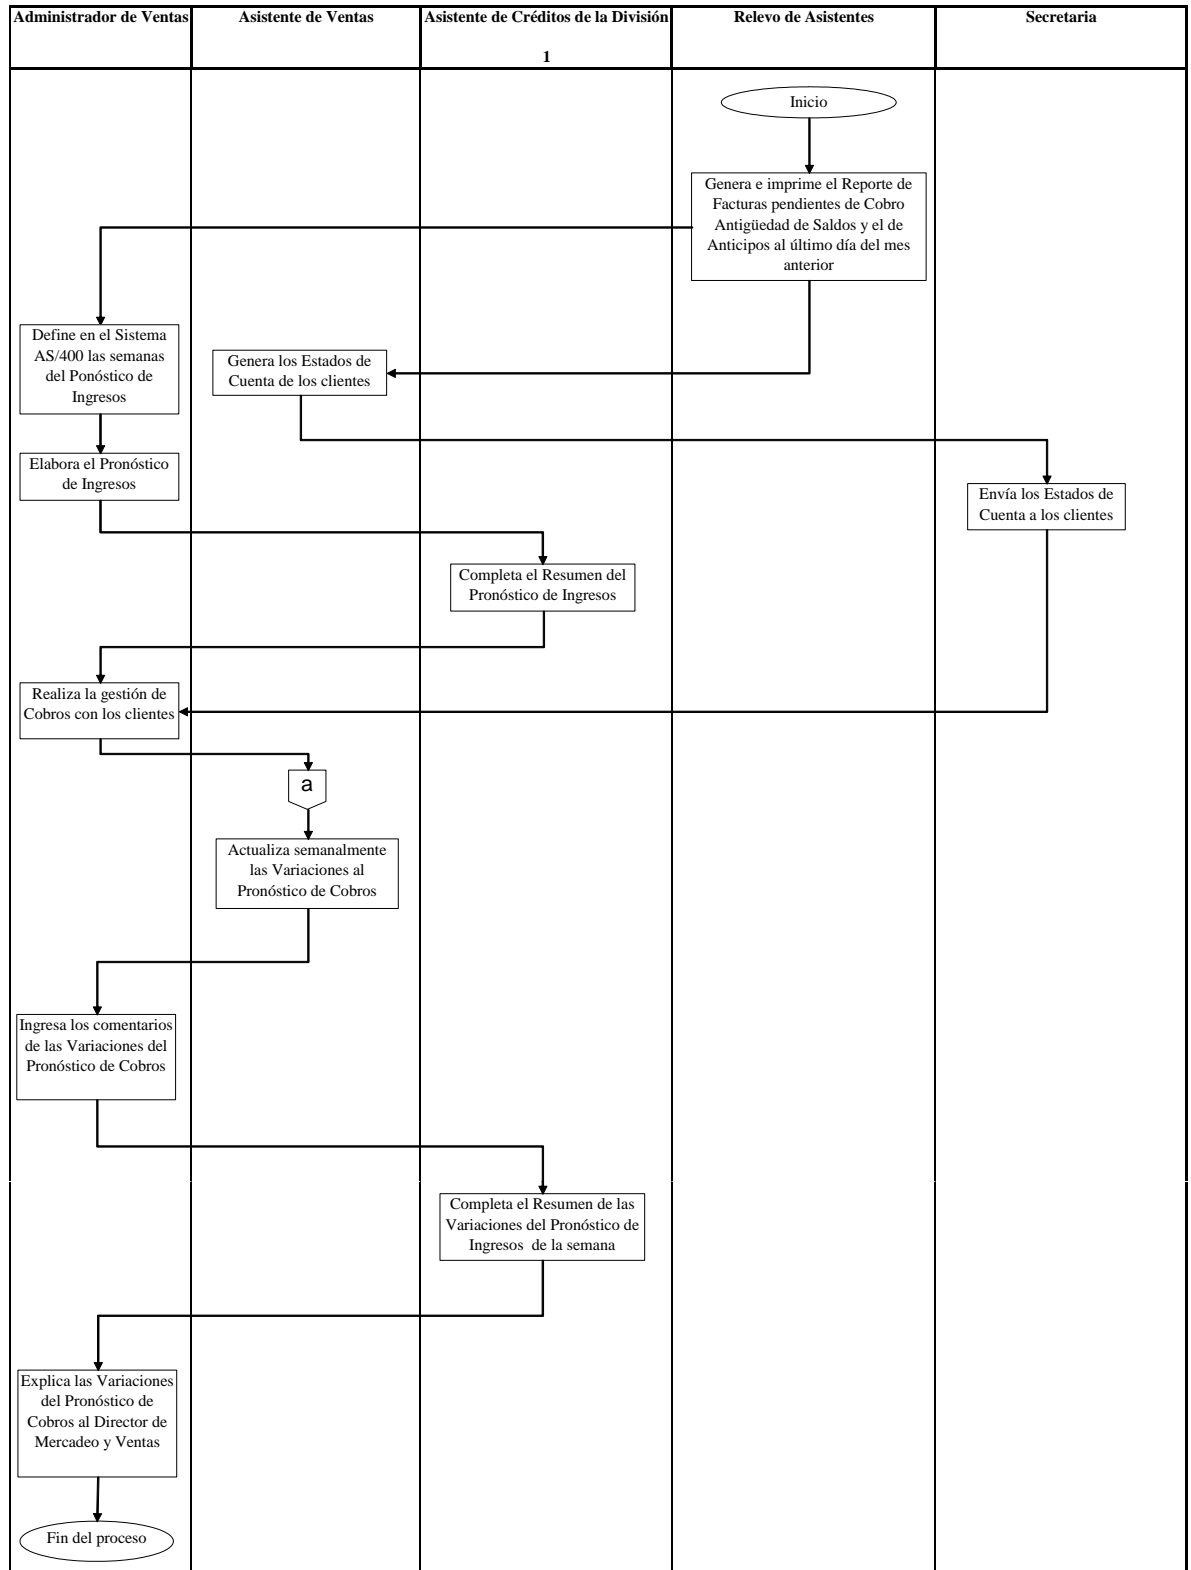 Administrador de Ventas
Asistente de Ventas
Asistente de Créditos de la División
1
Relevo de Asistentes
Secretaria
Inicio
Genera e imprime el Reporte de
Facturas pendientes de Cobro
Antigüedad de Saldos y el de
Anticipos al último día del mes
anterior
Define en el Sistema
AS/400 las semanas
del Ponóstico de
Ingresos
Genera los Estados de
Cuenta de los clientes
Elabora el Pronóstico
de Ingresos
Envía los Estados de
Cuenta a los clientes
Completa el Resumen del
Pronóstico de Ingresos
Realiza la gestión de
Cobros con los clientes
a
Actualiza semanalmente
las Variaciones al
Pronóstico de Cobros
Ingresa los comentarios
de las Variaciones del
Pronóstico de Cobros
Completa el Resumen de las
Variaciones del Pronóstico de
Ingresos de la semana
Explica las Variaciones
del Pronóstico de
Cobros al Director de
Mercadeo y Ventas
Fin del proceso